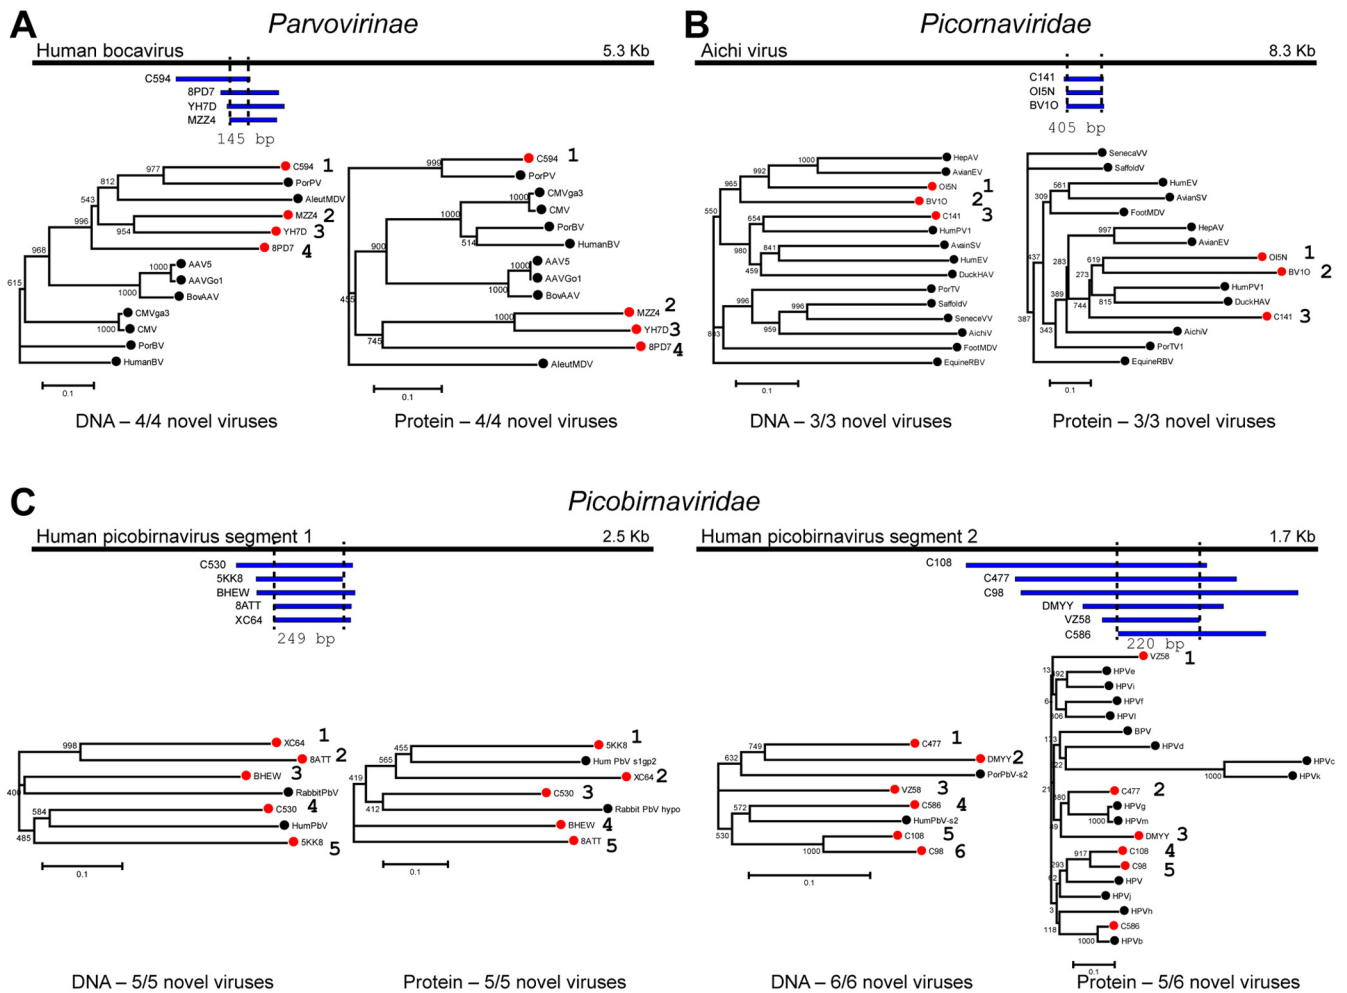 A
Parvovirinae
Human bocavirus 5.3 Kb
C594
8PD7
YH7D
MZZ4
145 bp
977
C594 1
812
PorPV
AleutMDV
543
MZZ4 2
996
954
YH7D 3
8PD7 4
968
AAV5
1000
AAVGo1
1000
BovAAV
615
CMVga3
1000
CMV
PorBV
HumanBV
0.1
DNA – 4/4 novel viruses
999
C594 1
PorPV
CMVga3
1000
CMV
1000
PorBV
514
HumanBV
900
AAV5
AAVGo1
1000
BovAAV
455
MZZ4 2
1000
YH7D 3
745
8PD7 4
AleutMDV
0.1
Protein – 4/4 novel viruses
B
Picornaviridae
Aichi virus 8.3 Kb
C141
OI5N
BV1O
405 bp
1000
HepAV
992
AvianEV
965
OI5N 1
BV1O 2
550
654
C141 3
HumPV1
980
841
AvainSV
HumEV
459
DuckHAV
PorTV
996
996
SaffoldV
959
SeneceVV
803
AichiV
FootMDV
EquineRBV
0.1
DNA – 3/3 novel viruses
SenecaVV
SaffoldV
561
HumEV
309
AvianSV
FootMDV
997
HepAV
AvianEV
437
283
619
OI5N 1
273
BV1O 2
389
744
815
HumPV1
DuckHAV
387
343
C141 3
AichiV
PorTV1
EquineRBV
0.1
Protein – 3/3 novel viruses
C
Picobirnaviridae
Human picobirnavirus segment 1 2.5 Kb
C530
5KK8
BHEW
8ATT
XC64
249 bp
998
XC64 1
8ATT 2
BHEW 3
400
RabbitPbV
584
C530 4
HumPbV
485
5KK8 5
0.1
DNA – 5/5 novel viruses
455
5KK8 1
565
Hum PbV s1gp2
419
XC64 2
C530 3
412
Rabbit PbV hypo
BHEW 4
8ATT 5
0.1
Protein – 5/5 novel viruses
Human picobirnavirus segment 2 1.7 Kb
C108
C477
C98
DMYY
VZ58
C586
220 bp
749
C477 1
632
DMYY 2
PorPbV-s2
VZ58 3
572
C586 4
HumPbV-s2
530
C108 5
1000
C98 6
0.1
DNA – 6/6 novel viruses
VZ58 1
HPVe
HPVi
HPVf
HPVl
BPV
HPVd
HPVc
1000
HPVk
C477 2
HPVg
1000
HPVm
DMYY 3
917
C108 4
C98 5
HPV
HPVj
HPVh
118
C586
1000
HPVb
0.1
Protein – 5/6 novel viruses